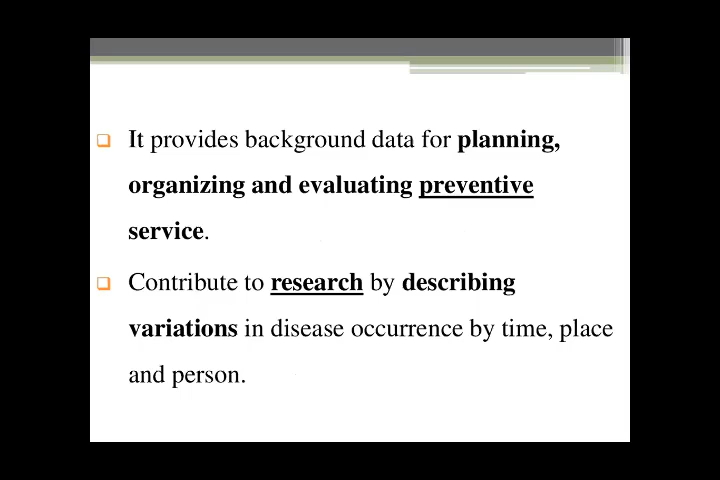 It provides background data for planning,
organizing and evaluating preventive
service.
Contribute to research by describing
variations in disease occurrence by time, place
and person.